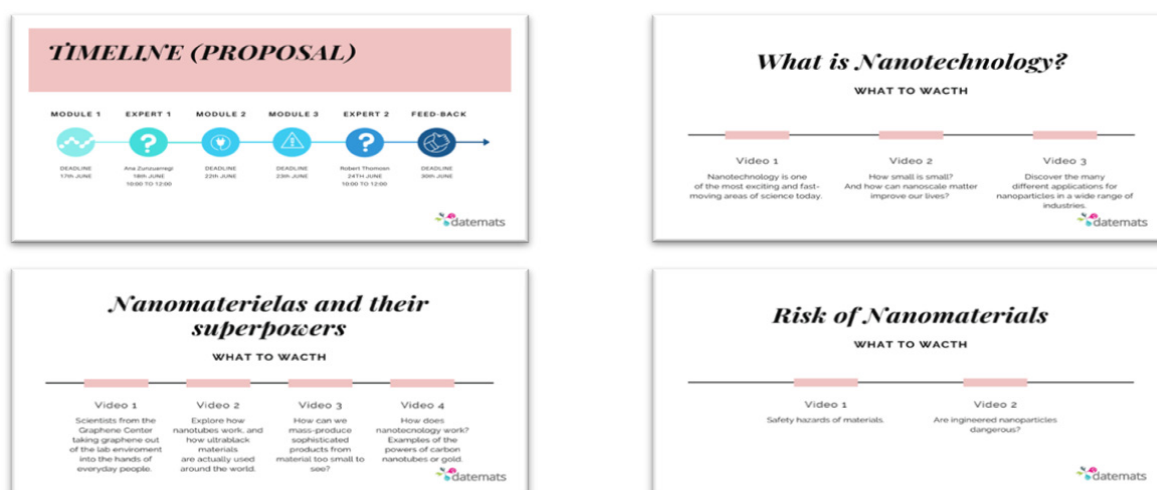 TIMELINE (PROPOSAL)
MODULE 1 EXPERT 1 MODULE 2 MODULE 3 EXPERT 2 FEED-BACK
? ?
DEADLINE Ana Zunzuarregi DEADLINE DEADLINE Robert Thomsen DEADLINE
17th JUNE 18th JUNE 22th JUNE 23th JUNE 24TH JUNE 30th JUNE
10:00 TO 12:00 10:00 TO 12:00
datemats
What is Nanotechnology?
WHAT TO WACTH
Video 1
Nanotechnology is one
of the most exciting and fast-
moving areas of science today.
Video 2
How small is small?
And how can nanoscale matter
improve our lives?
Video 3
Discover the many
different applications for
nanoparticles in a wide range of
industries.
datemats
Nanomaterielas and their
superpowers
WHAT TO WACTH
Video 1
Scientists from the
Graphene Center
taking graphene out
of the lab enviroment
into the hands of
everyday people.
Video 2
Explore how
nanotubes work, and
how ultrablack
materials
are actually used
around the world.
Video 3
How can we
mass-produce
sophisticated
products from
material too small to
see?
Video 4
How does
nanotecnology work?
Examples of the
powers of carbon
nanotubes or gold.
datemats
Risk of Nanomaterials
WHAT TO WACTH
Video 1
Safety hazards of materials.
Video 2
Are ingineered nanoparticles
dangerous?
datemats